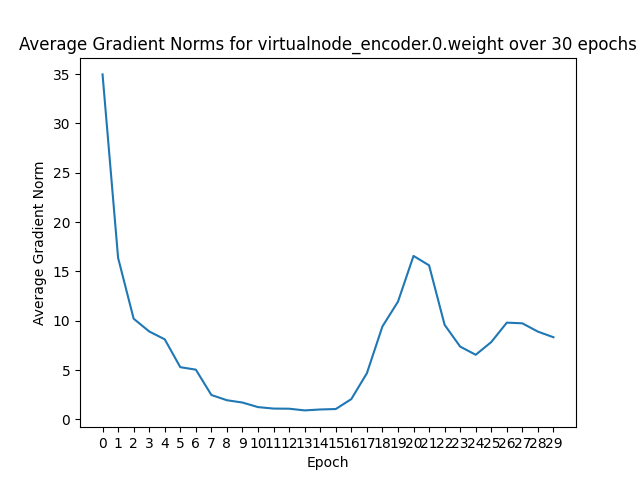 Average Gradient Norms for virtualnode_encoder.0.weight over 30 epochs
35
30
25
20
15
10
5
0
Average Gradient Norm
0 1 2 3 4 5 6 7 8 9 10 11 12 13 14 15 16 17 18 19 20 21 22 23 24 25 26 27 28 29
Epoch